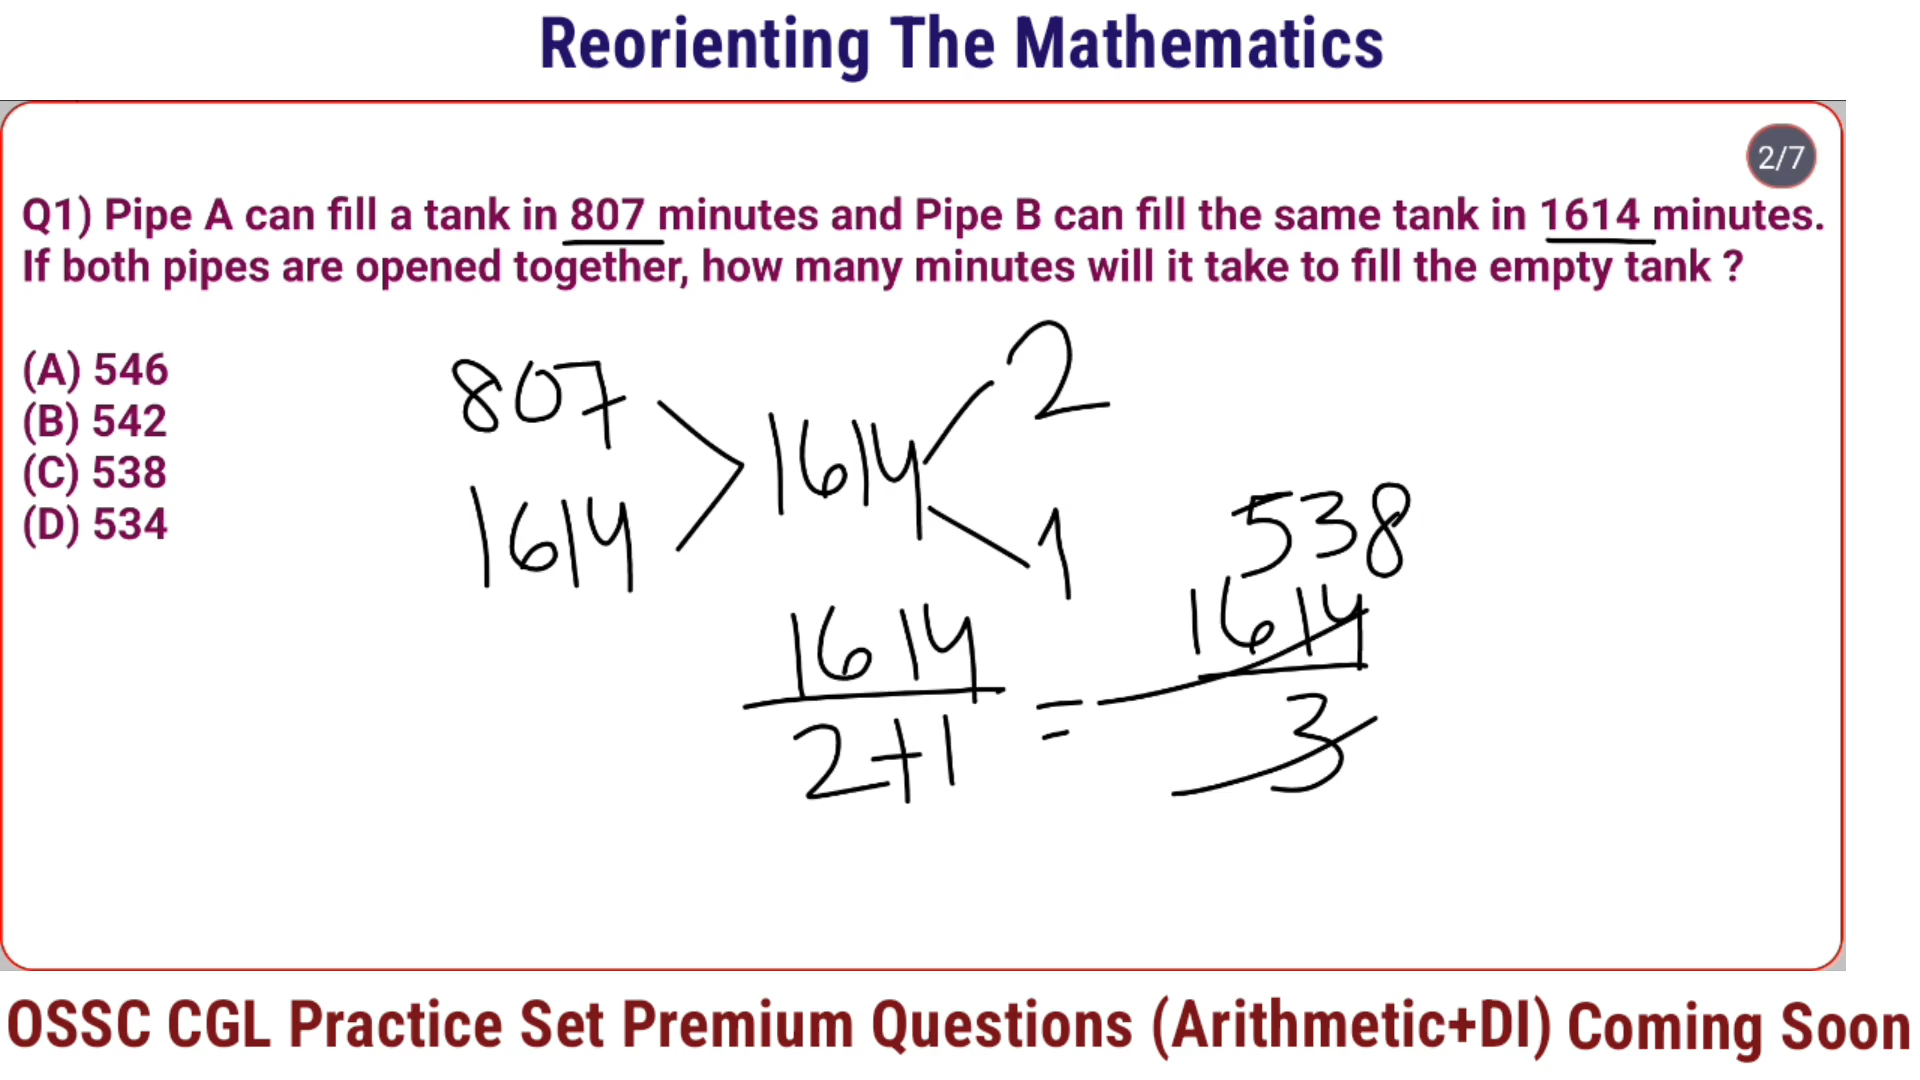 Reorienting The Mathematics
2/7
Q1) Pipe A can fill a tank in 807 minutes and Pipe B can fill the same tank in 1614 minutes.
If both pipes are opened together, how many minutes will it take to fill the empty tank ?
(A) 546
(B) 542
(C) 538
(D) 534
807
1614
1614
2
1
1614
2+1
=
538
1614
3
OSSC CGL Practice Set Premium Questions (Arithmetic+DI) Coming Soon